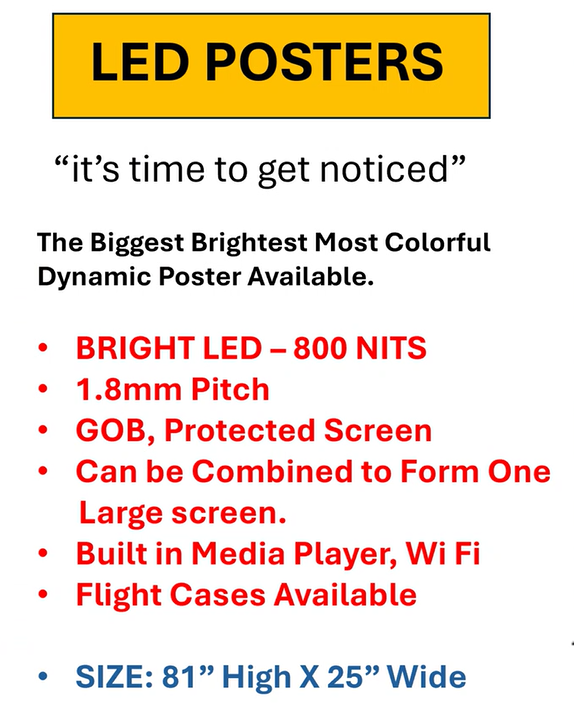 LED POSTERS
“it’s time to get noticed”
The Biggest Brightest Most Colorful
Dynamic Poster Available.
• BRIGHT LED – 800 NITS
• 1.8mm Pitch
• GOB, Protected Screen
• Can be Combined to Form One
Large screen.
• Built in Media Player, Wi Fi
• Flight Cases Available
• SIZE: 81” High X 25” Wide